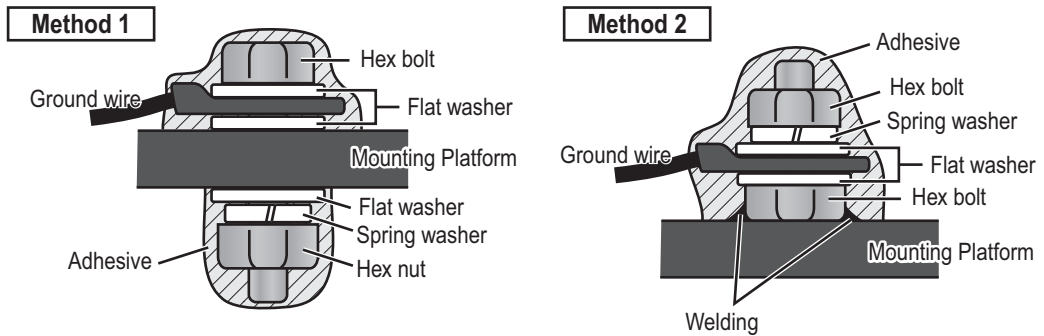 Method 1
Hex bolt
Ground wire
Flat washer
Mounting Platform
Flat washer
Spring washer
Adhesive
Hex nut
Method 2
Adhesive
Hex bolt
Spring washer
Ground wire
Flat washer
Hex bolt
Mounting Platform
Welding